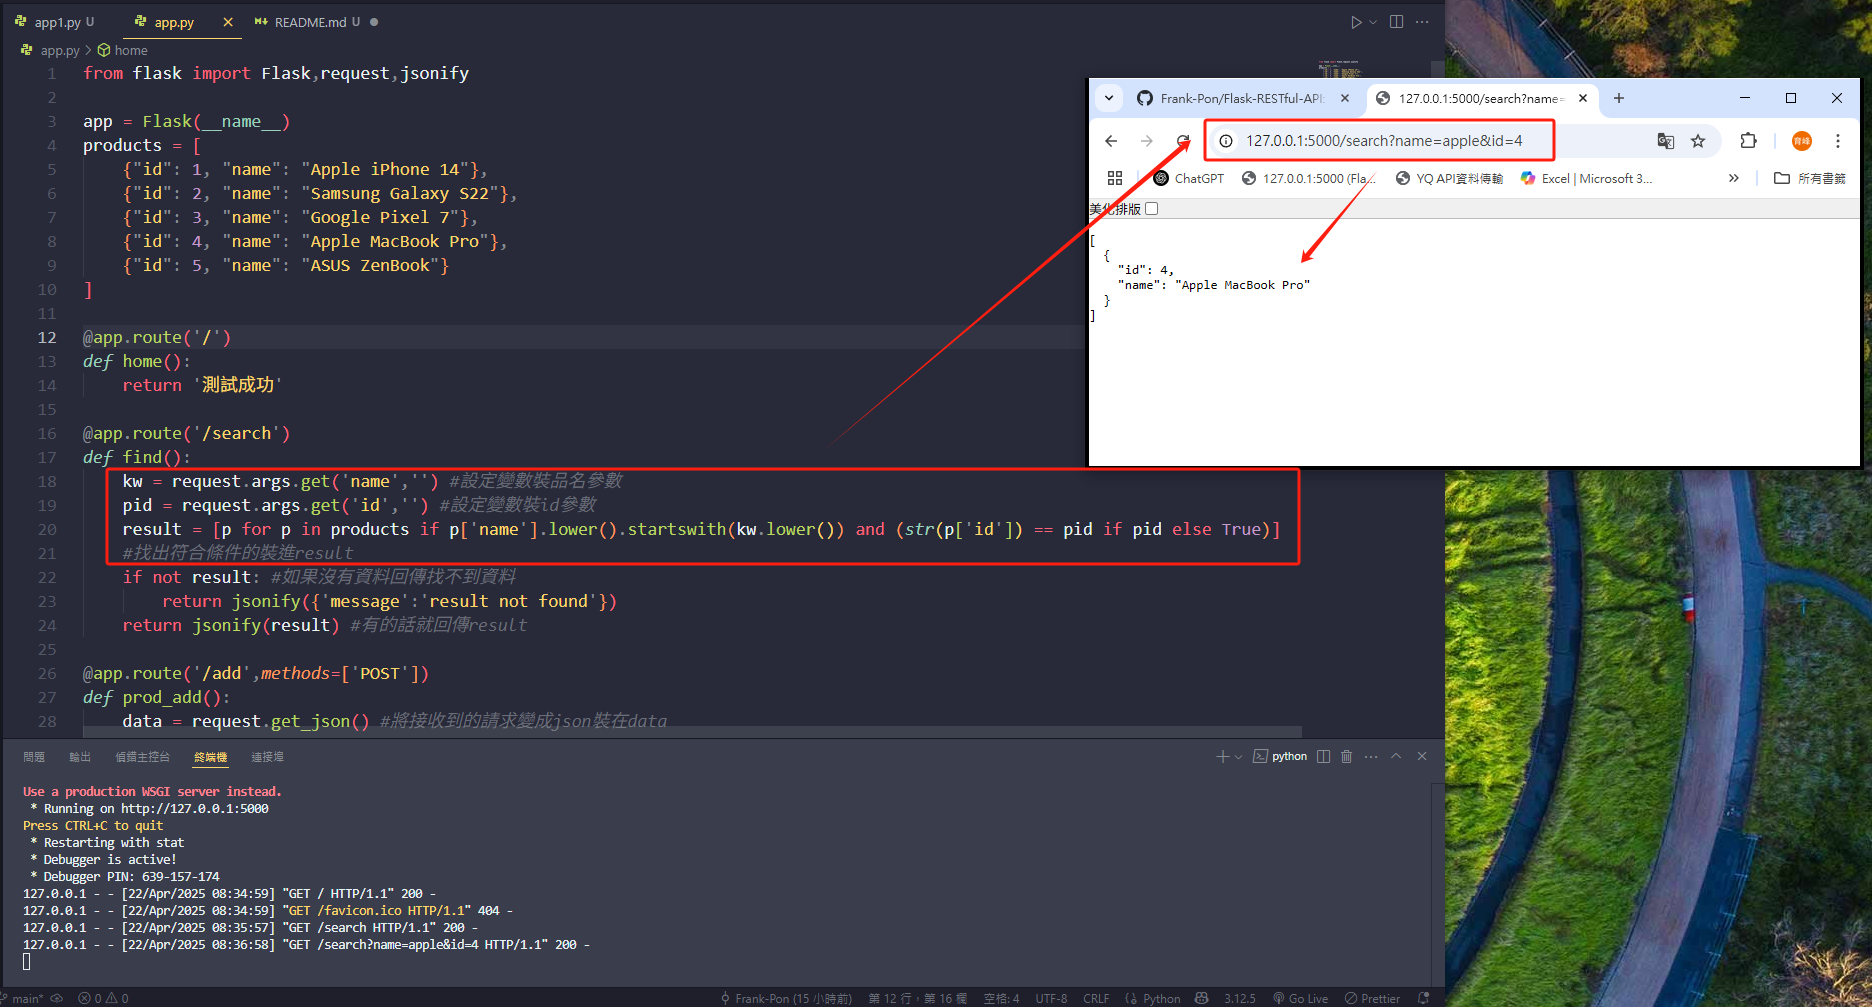 app1.py U
app.py
README.md U
app.py > home
1 from flask import Flask,request,jsonify
2
3 app = Flask(__name__)
4 products = [
5 {"id": 1, "name": "Apple iPhone 14"},
6 {"id": 2, "name": "Samsung Galaxy S22"},
7 {"id": 3, "name": "Google Pixel 7"},
8 {"id": 4, "name": "Apple MacBook Pro"},
9 {"id": 5, "name": "ASUS ZenBook"}
10 ]
11
12 @app.route('/')
13 def home():
14 return '測試成功'
15
16 @app.route('/search')
17 def find():
18 kw = request.args.get('name','') #設定變數裝品名參數
19 pid = request.args.get('id','') #設定變數裝id參數
20 result = [p for p in products if p['name'].lower().startswith(kw.lower()) and (str(p['id']) == pid if pid else True)]
21 #找出符合條件的裝進result
22 if not result: #如果沒有資料回傳找不到資料
23 return jsonify({'message':'result not found'})
24 return jsonify(result) #有的話就回傳result
25
26 @app.route('/add',methods=['POST'])
27 def prod_add():
28 data = request.get_json() #將接收到的請求變成json裝在data
Frank-Pon/Flask-RESTful-API:
127.0.0.1:5000/search?name=
127.0.0.1:5000/search?name=apple&id=4
育峰
ChatGPT
127.0.0.1:5000 (Fla...
YQ API資料傳輸
Excel | Microsoft 3...
所有書籤
美化排版
[
{
"id": 4,
"name": "Apple MacBook Pro"
}
]
問題
輸出
偵錯主控台
終端機
連接埠
python
Use a production WSGI server instead.
* Running on http://127.0.0.1:5000
Press CTRL+C to quit
* Restarting with stat
* Debugger is active!
* Debugger PIN: 639-157-174
127.0.0.1 - - [22/Apr/2025 08:34:59] "GET / HTTP/1.1" 200 -
127.0.0.1 - - [22/Apr/2025 08:34:59] "GET /favicon.ico HTTP/1.1" 404 -
127.0.0.1 - - [22/Apr/2025 08:35:57] "GET /search HTTP/1.1" 200 -
127.0.0.1 - - [22/Apr/2025 08:36:58] "GET /search?name=apple&id=4 HTTP/1.1" 200 -
main*
0
0
Frank-Pon (15 小時前)
第 12 行，第 16 欄
空格: 4
UTF-8
CRLF
Python
3.12.5
Go Live
Prettier